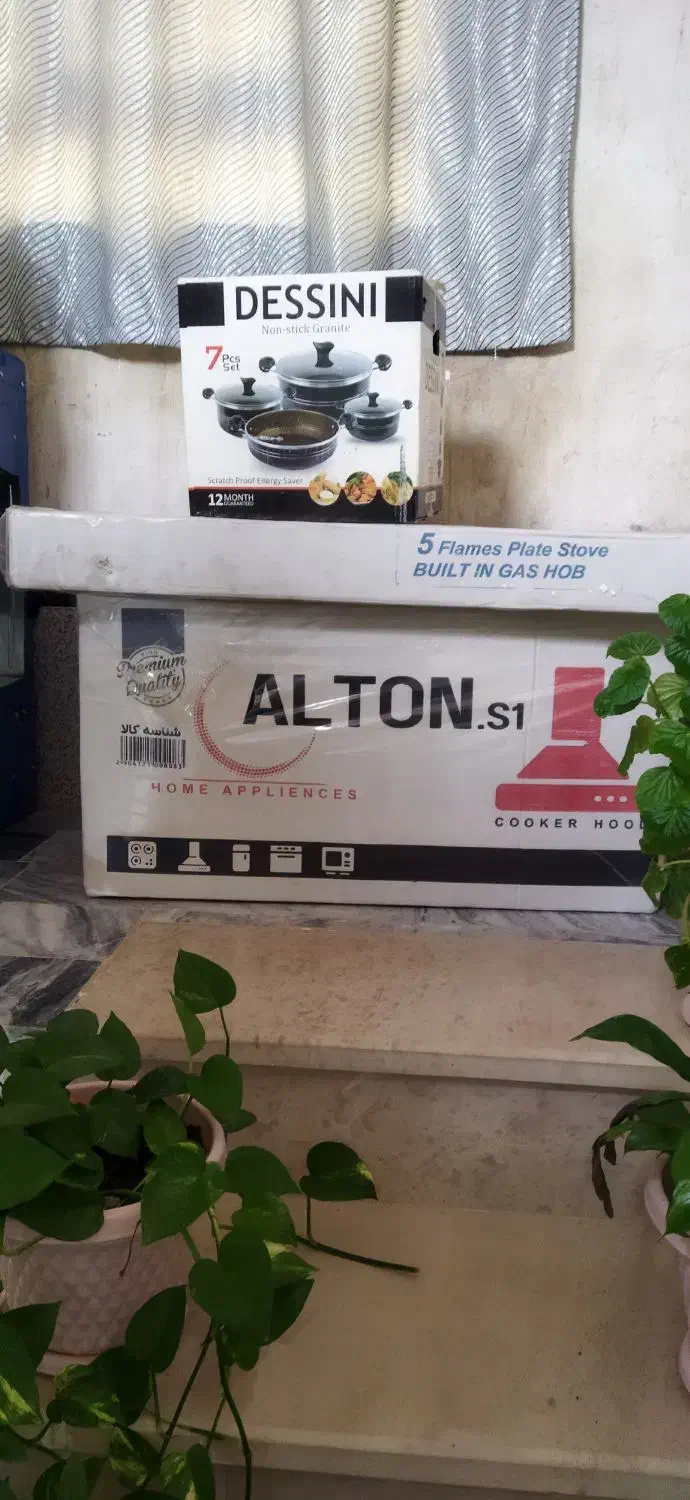 DESSINI
Non-stick Granite
7 Pcs
Set
Scratch Proof Energy Saver
12 MONTH
GUARANTEED
DESSINI
5 Flames Plate Stove
BUILT IN GAS HOB
Premium
Quality
ALTON.S1
شناسه کالا
HOME APPLIENCES
COOKER HOOD